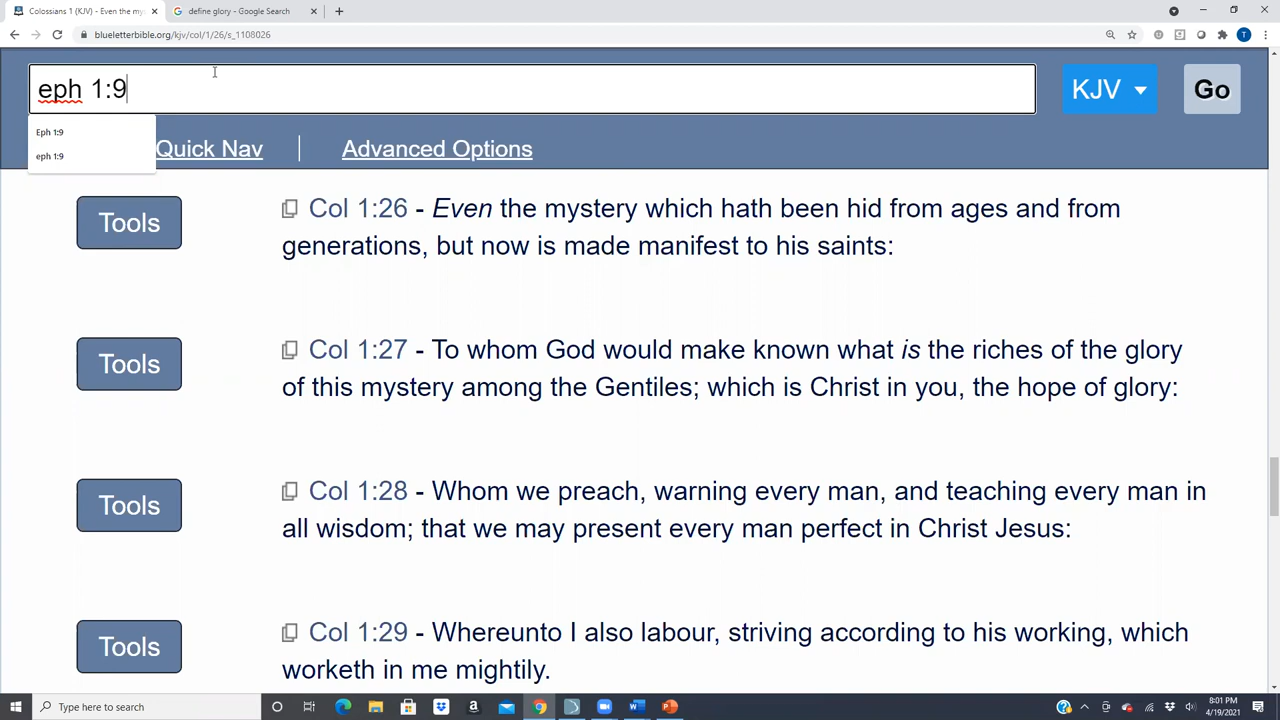 Colossians 1 (KJV) - Even the my
define glory - Google Search
blueletterbible.org/kjv/col/1/26/s_1108026
T
eph 1:9
KJV
Go
Eph 1:9
eph 1:9
Quick Nav
Advanced Options
Tools
Col 1:26 - Even the mystery which hath been hid from ages and from
generations, but now is made manifest to his saints:
Tools
Col 1:27 - To whom God would make known what is the riches of the glory
of this mystery among the Gentiles; which is Christ in you, the hope of glory:
Tools
Col 1:28 - Whom we preach, warning every man, and teaching every man in
all wisdom; that we may present every man perfect in Christ Jesus:
Tools
Col 1:29 - Whereunto I also labour, striving according to his working, which
worketh in me mightily.
Type here to search
8:01 PM
4/19/2021